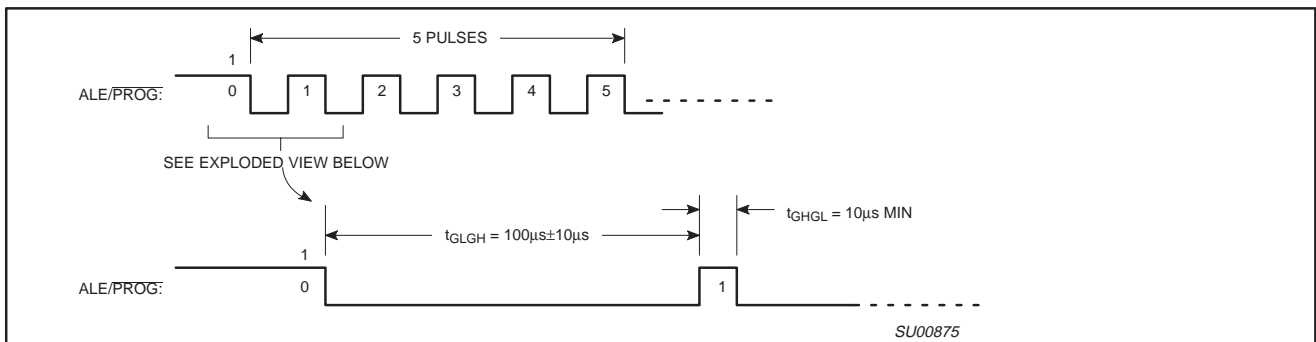 5 PULSES
1
ALE/PROG: 0 1 2 3 4 5
SEE EXPLODED VIEW BELOW
tGHGL = 10µs MIN
tGLGH = 100µs±10µs
1
ALE/PROG: 0 1
SU00875